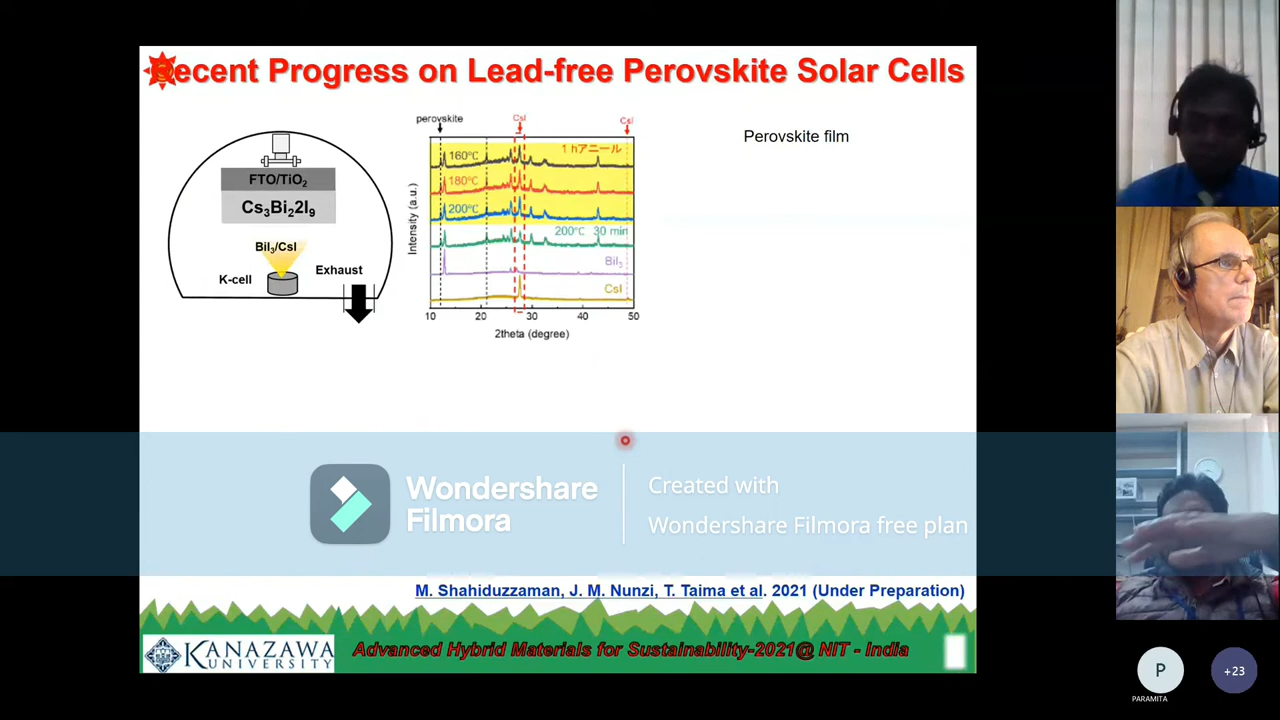 Recent Progress on Lead-free Perovskite Solar Cells
FTO/TiO2
Cs3Bi22I9
BiI3/CsI
K-cell
Exhaust
perovskite
CsI
CsI
1 hアニール
160℃
180℃
200℃
200℃ 30 min
BiI3
CsI
Intensity (a.u.)
10 20 30 40 50
2theta (degree)
Perovskite film
Wondershare
Filmora
Created with
Wondershare Filmora free plan
M. Shahiduzzaman, J. M. Nunzi, T. Taima et al. 2021 (Under Preparation)
KANAZAWA
UNIVERSITY
Advanced Hybrid Materials for Sustainability-2021@ NIT - India
P
+23
PARAMITA